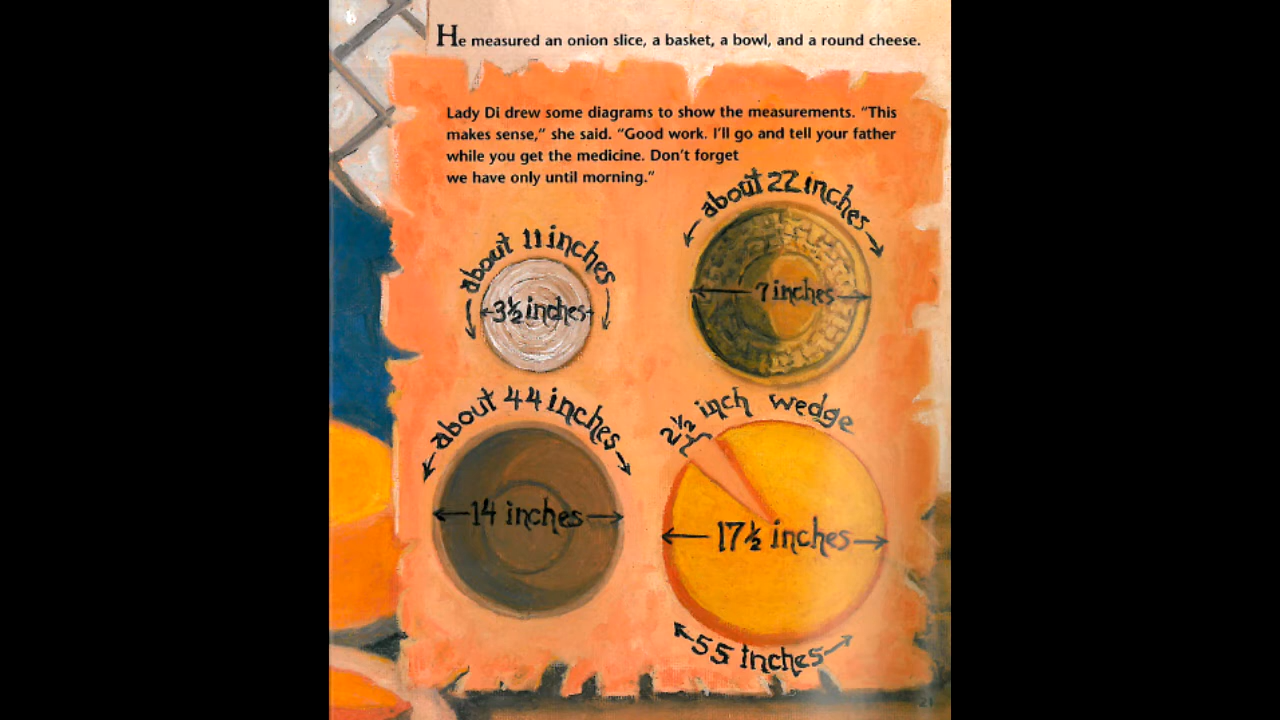 He measured an onion slice, a basket, a bowl, and a round cheese.
Lady Di drew some diagrams to show the measurements. “This
makes sense,” she said. “Good work. I’ll go and tell your father
while you get the medicine. Don’t forget
we have only until morning.”
about 11 inches
3½ inches
about 22 inches
7 inches
about 44 inches
14 inches
2½ inch wedge
17½ inches
55 inches
21